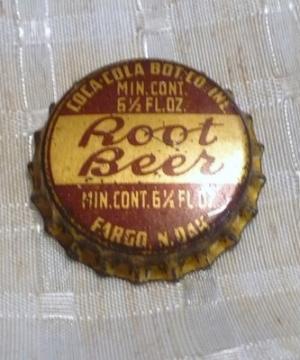 COCA-COLA BOT. CO. INC.
MIN. CONT.
6½ FL. OZ.
Root
Beer
MIN. CONT. 6½ FL OZ.
FARGO, N. DAK.